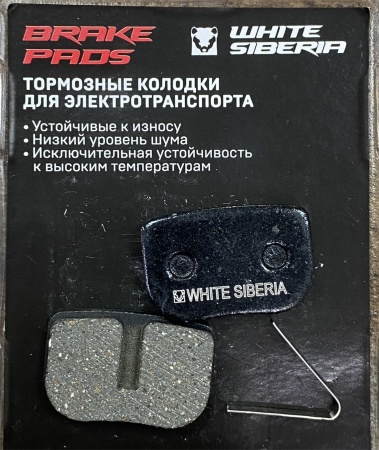 BRAKE PADS
WHITE SIBERIA
ТОРМОЗНЫЕ КОЛОДКИ
ДЛЯ ЭЛЕКТРОТРАНСПОРТА
• Устойчивые к износу
• Низкий уровень шума
• Исключительная устойчивость
к высоким температурам
WHITE SIBERIA